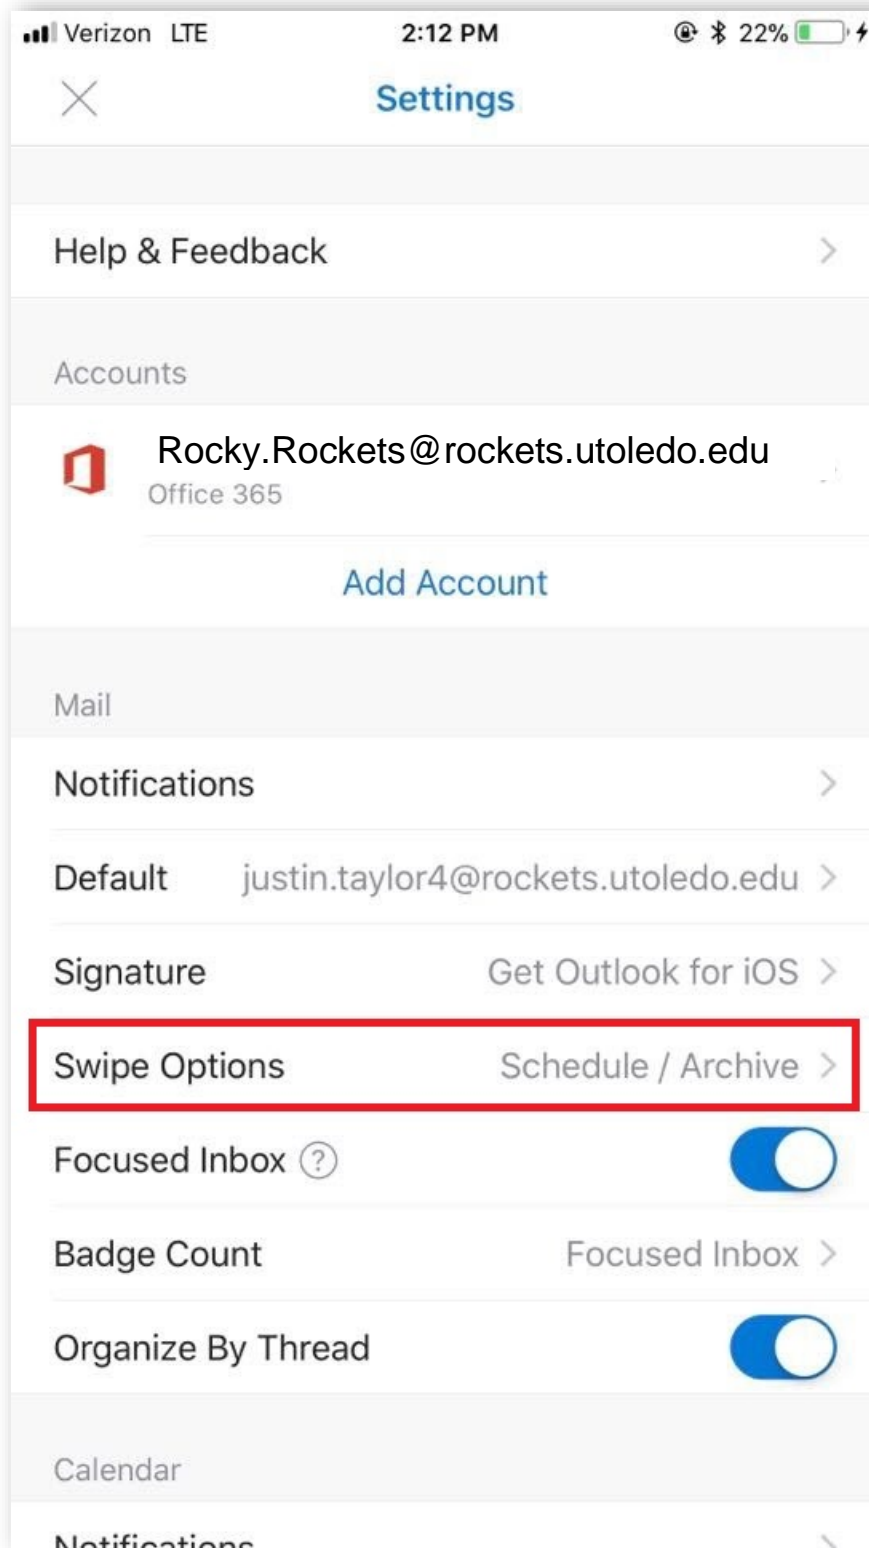 Verizon LTE 2:12 PM 22%
Settings
Help & Feedback
Accounts
Rocky.Rockets@rockets.utoledo.edu
Office 365
Add Account
Mail
Notifications
Default justin.taylor4@rockets.utoledo.edu
Signature Get Outlook for iOS
Swipe Options Schedule / Archive
Focused Inbox ?
Badge Count Focused Inbox
Organize By Thread
Calendar
Notifications